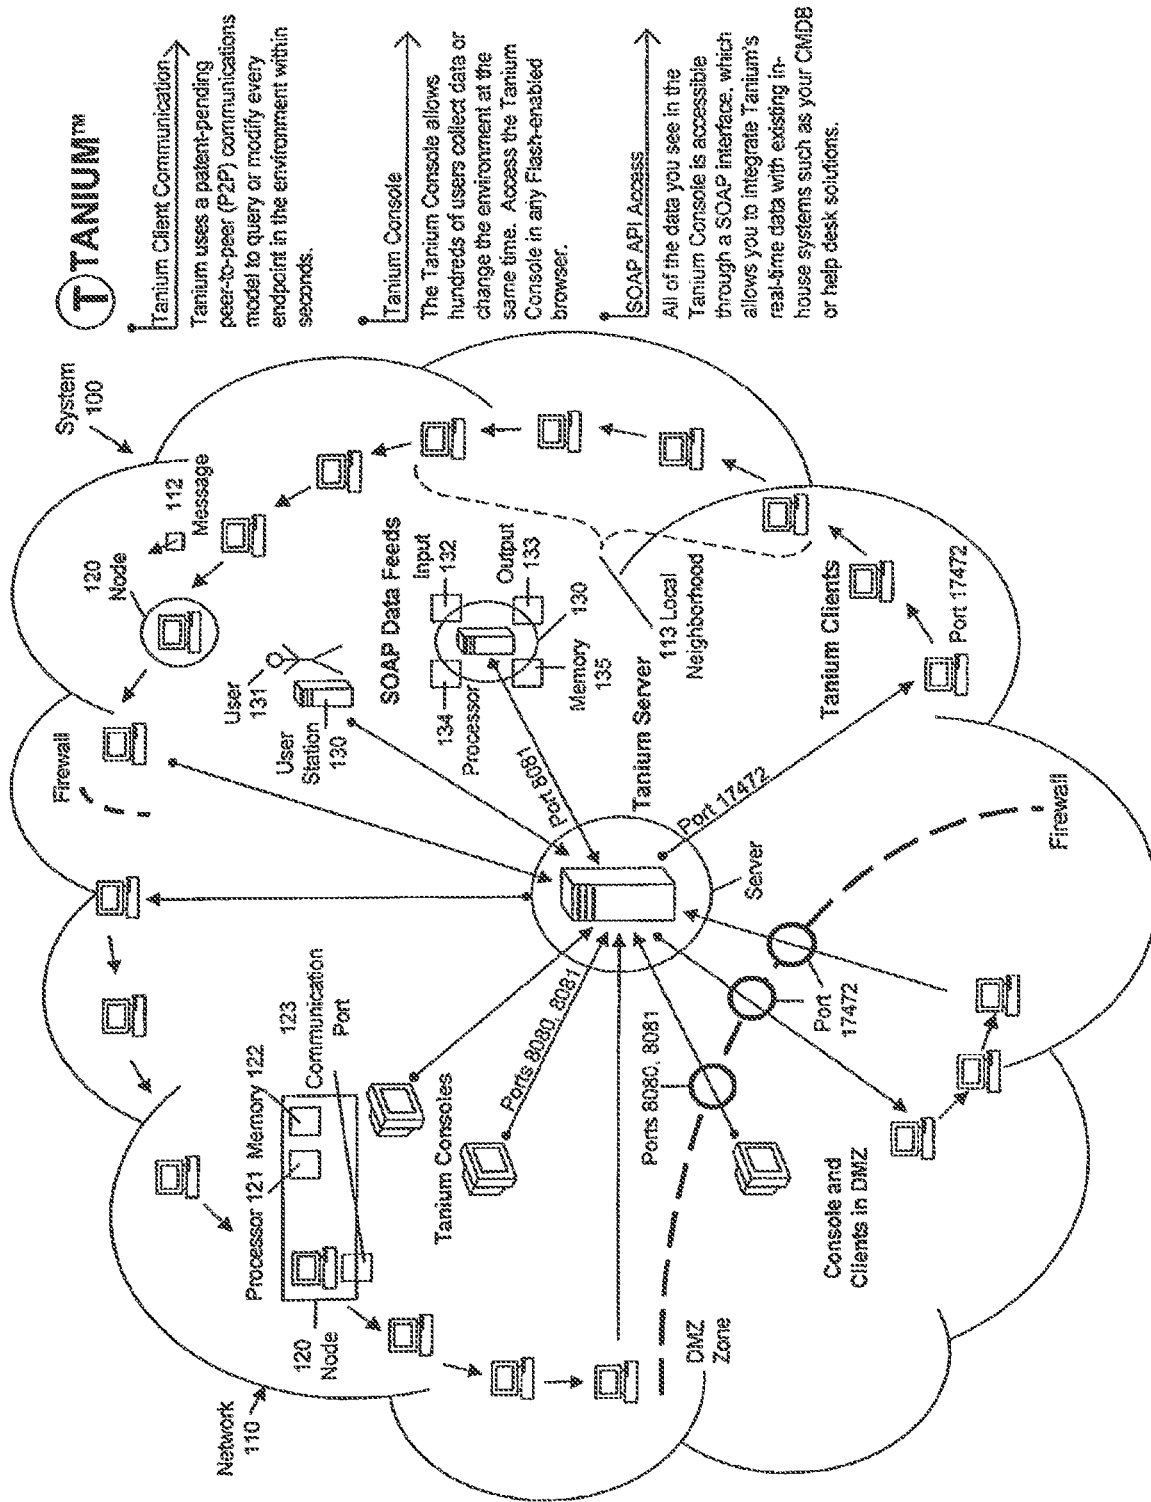 TTANIUM™
Tanium Client Communication
Tanium uses a patent-pending
peer-to-peer (P2P) communications
model to query or modify every
endpoint in the environment within
seconds.
Tanium Console
The Tanium Console allows
hundreds of users collect data or
change the environment at the
same time. Access the Tanium
Console in any Flash-enabled
browser.
SOAP API Access
All of the data you see in the
Tanium Console is accessible
through a SOAP interface, which
allows you to integrate Tanium's
real-time data with existing in-
house systems such as your CMDB
or help desk solutions.
System
100
112
Message
120
Node
Firewall
User
131
User
Station
130
SOAP Data Feeds
Input
132
Output
133
134
Processor
Memory
135
130
113 Local
Neighborhood
Tanium Clients
Port 17472
Tanium Server
Port 8081
Port 17472
Server
Firewall
Network
110
Processor 121
Memory 122
123
Communication
Port
120
Node
Tanium Consoles
Ports 8080, 8081
Ports 8080, 8081
Port
17472
DMZ
Zone
Console and
Clients in DMZ